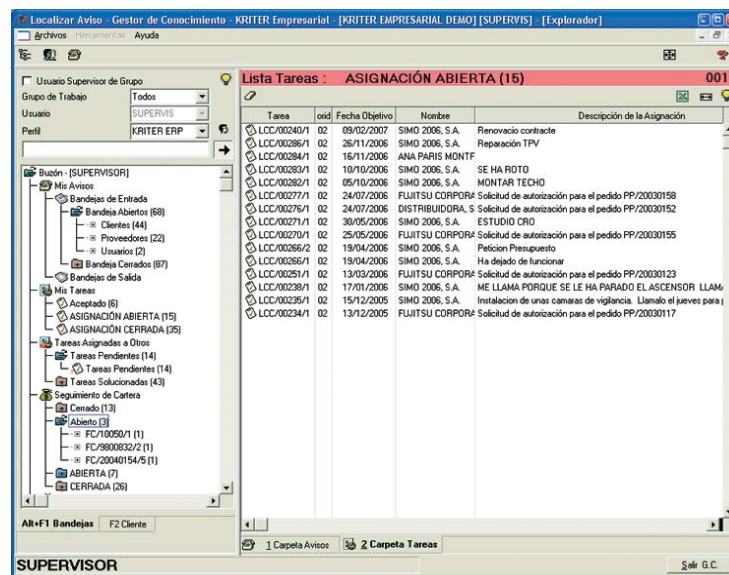 Localizar Aviso - Gestor de Conocimiento - KRITER Empresarial - [KRITER EMPRESARIAL DEMO] [SUPERVIS] - [Explorador]
Archivos Herramientas Ayuda
Usuario Supervisor de Grupo
Grupo de Trabajo Todos
Usuario SUPERVIS
Perfil KRITER ERP
Buzón - [SUPERVISOR]
Mis Avisos
Bandejas de Entrada
Bandeja Abiertos (68)
Clientes (44)
Proveedores (22)
Usuarios (2)
Bandeja Cerrados (87)
Bandejas de Salida
Mis Tareas
Aceptado (6)
ASIGNACIÓN ABIERTA (15)
ASIGNACIÓN CERRADA (35)
Tareas Asignadas a Otros
Tareas Pendientes (14)
Tareas Pendientes (14)
Tareas Solucionadas (43)
Seguimiento de Cartera
Cerrado (13)
Abierto (3)
FC/10050/1 (1)
FC/9800832/2 (1)
FC/20040154/5 (1)
ABIERTA (7)
CERRADA (26)
Alt+F1 Bandejas F2 Cliente
Lista Tareas : ASIGNACIÓN ABIERTA (15) 001
Tarea orid Fecha Objetivo Nombre Descripción de la Asignación
LCC/00240/1 02 09/02/2007 SIMO 2006, S.A. Renovacio contracte
LCC/00286/1 02 26/11/2006 SIMO 2006, S.A. Reparación TPV
LCC/00284/1 02 16/11/2006 ANA PARIS MONTF
LCC/00283/1 02 10/10/2006 SIMO 2006, S.A. SE HA ROTO
LCC/00282/1 02 05/10/2006 SIMO 2006, S.A. MONTAR TECHO
LCC/00277/1 02 24/07/2006 FUJITSU CORPORA Solicitud de autorización para el pedido PP/20030158
LCC/00276/1 02 24/07/2006 DISTRIBUIDORA, S Solicitud de autorización para el pedido PP/20030152
LCC/00271/1 02 30/05/2006 SIMO 2006, S.A. ESTUDIO CRO
LCC/00270/1 02 25/05/2006 FUJITSU CORPORA Solicitud de autorización para el pedido PP/20030155
LCC/00266/2 02 19/04/2006 SIMO 2006, S.A. Peticion Presupuesto
LCC/00266/1 02 19/04/2006 SIMO 2006, S.A. Ha dejado de funcionar
LCC/00251/1 02 13/03/2006 FUJITSU CORPORA Solicitud de autorización para el pedido PP/20030123
LCC/00238/1 02 17/01/2006 SIMO 2006, S.A. ME LLAMA PORQUE SE LE HA PARADO EL ASCENSOR LLAMA
LCC/00235/1 02 15/12/2005 SIMO 2006, S.A. Instalacion de unas camaras de vigilancia. Llamalo el jueves para
LCC/00234/1 02 13/12/2005 FUJITSU CORPORA Solicitud de autorización para el pedido PP/20030117
1 Carpeta Avisos 2 Carpeta Tareas
SUPERVISOR Salir G.C.